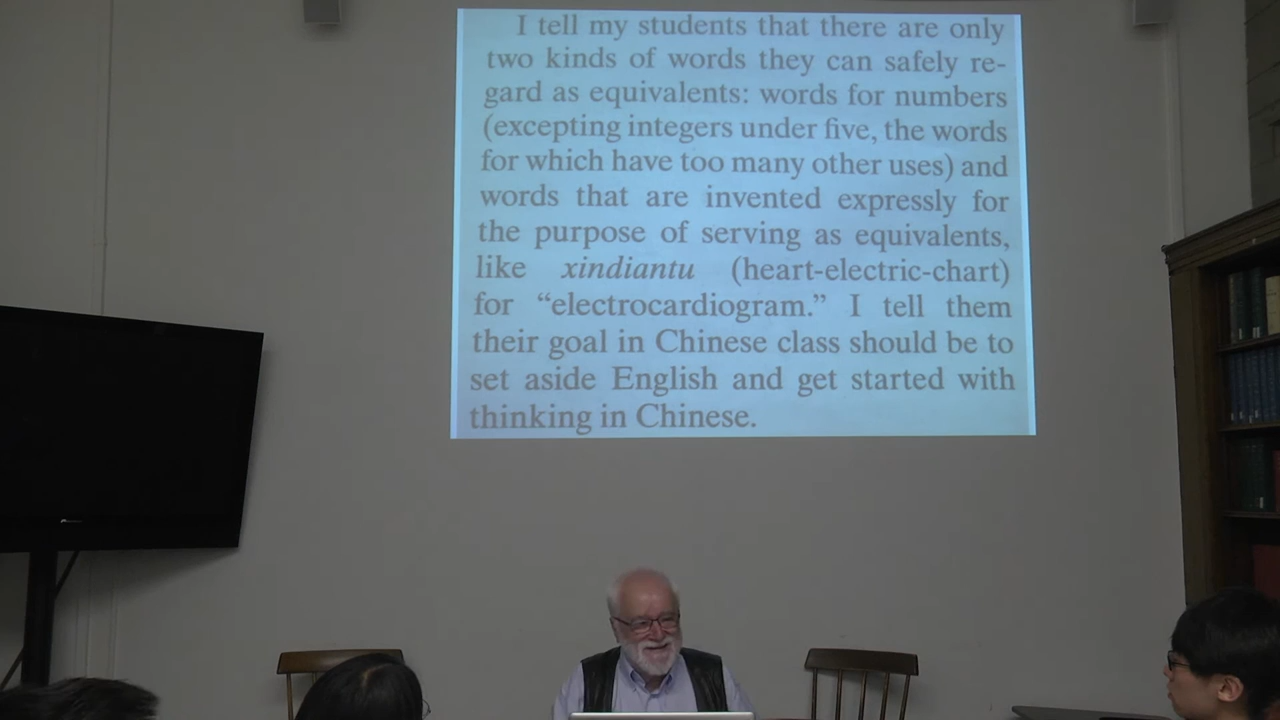 I tell my students that there are only
two kinds of words they can safely re-
gard as equivalents: words for numbers
(excepting integers under five, the words
for which have too many other uses) and
words that are invented expressly for
the purpose of serving as equivalents,
like xindiantu (heart-electric-chart)
for “electrocardiogram.” I tell them
their goal in Chinese class should be to
set aside English and get started with
thinking in Chinese.